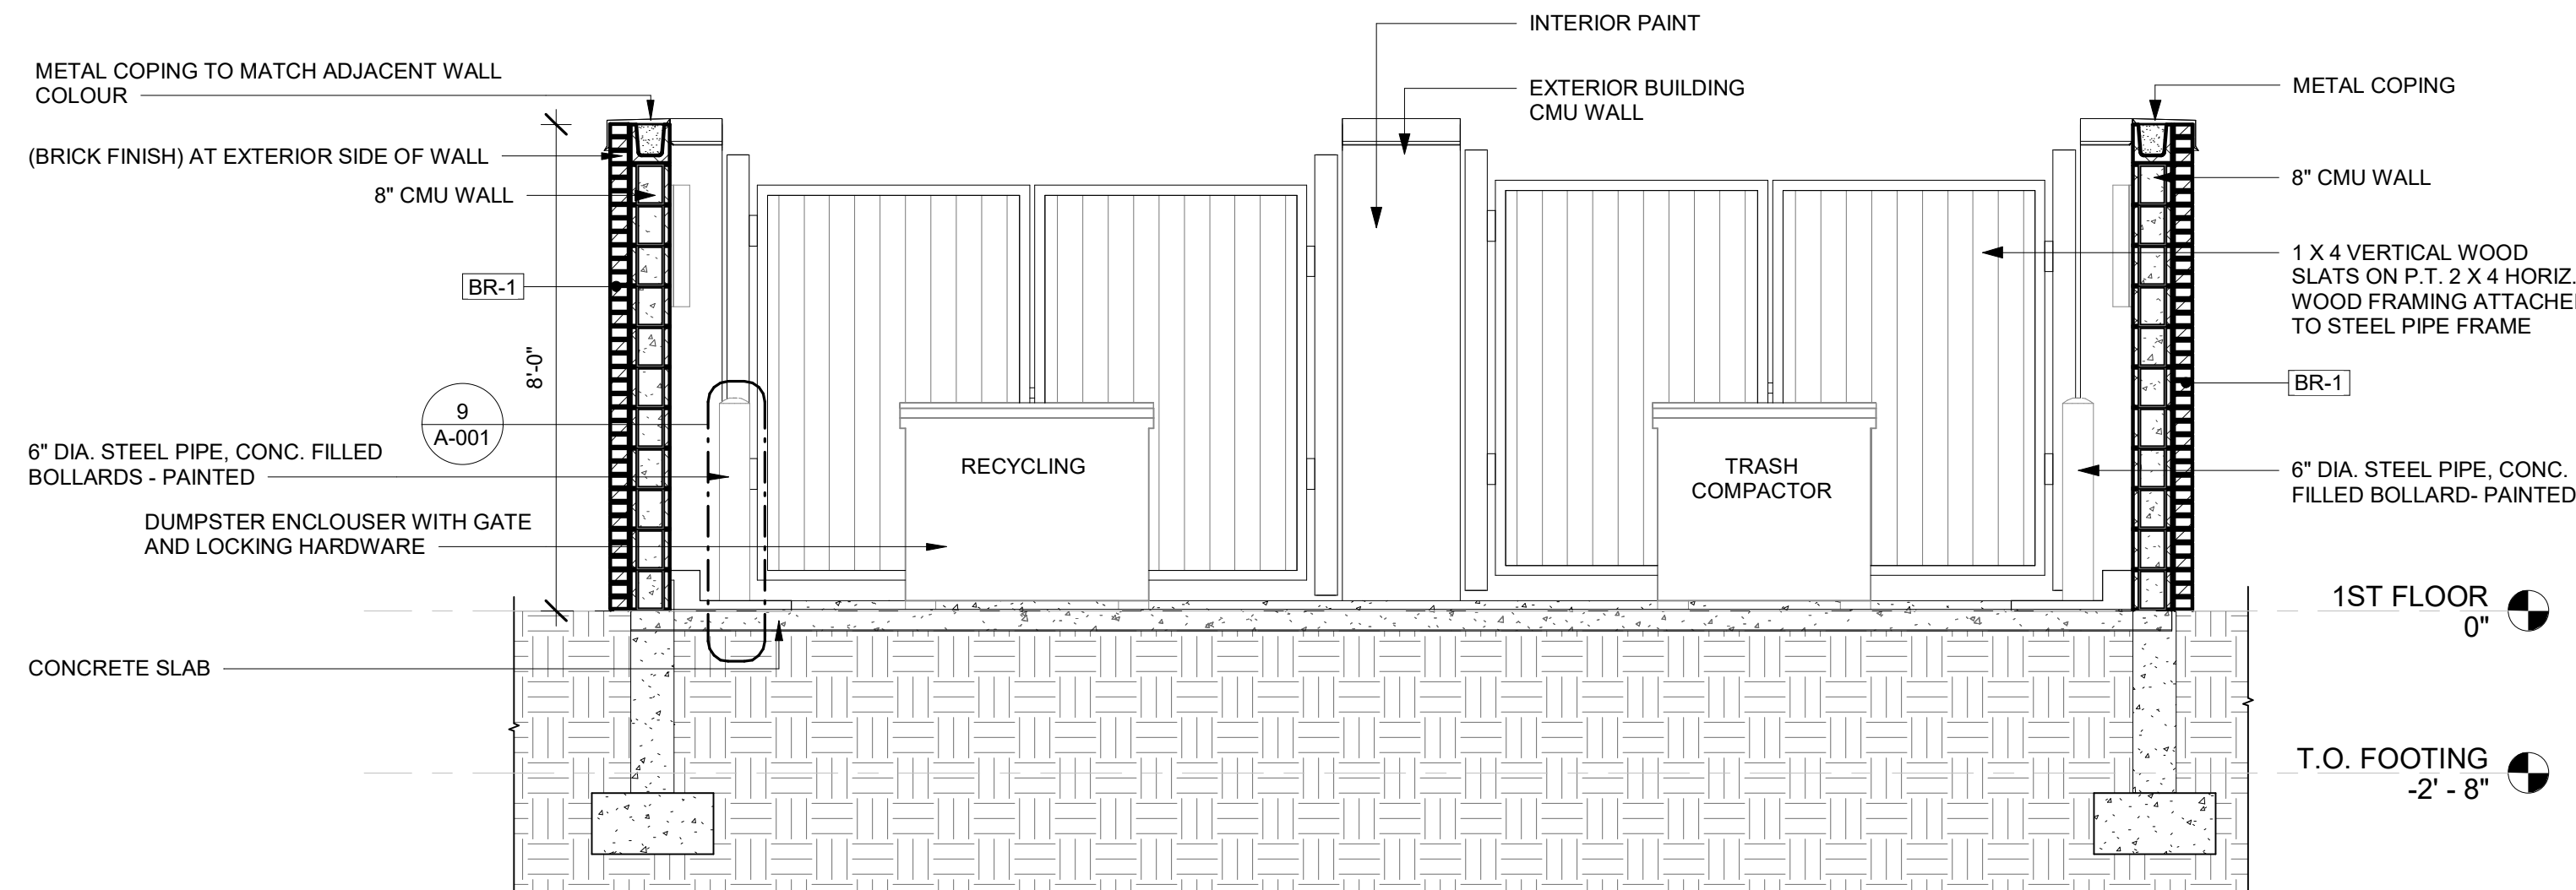 METAL COPING TO MATCH ADJACENT WALL
COLOUR
(BRICK FINISH) AT EXTERIOR SIDE OF WALL
8" CMU WALL
BR-1
8'-0"
9
A-001
6" DIA. STEEL PIPE, CONC. FILLED
BOLLARDS - PAINTED
DUMPSTER ENCLOUSER WITH GATE
AND LOCKING HARDWARE
CONCRETE SLAB
INTERIOR PAINT
EXTERIOR BUILDING
CMU WALL
RECYCLING
TRASH
COMPACTOR
METAL COPING
8" CMU WALL
1 X 4 VERTICAL WOOD
SLATS ON P.T. 2 X 4 HORIZ.
WOOD FRAMING ATTACHE
TO STEEL PIPE FRAME
BR-1
6" DIA. STEEL PIPE, CONC.
FILLED BOLLARD- PAINTED
1ST FLOOR
0"
T.O. FOOTING
-2' - 8"